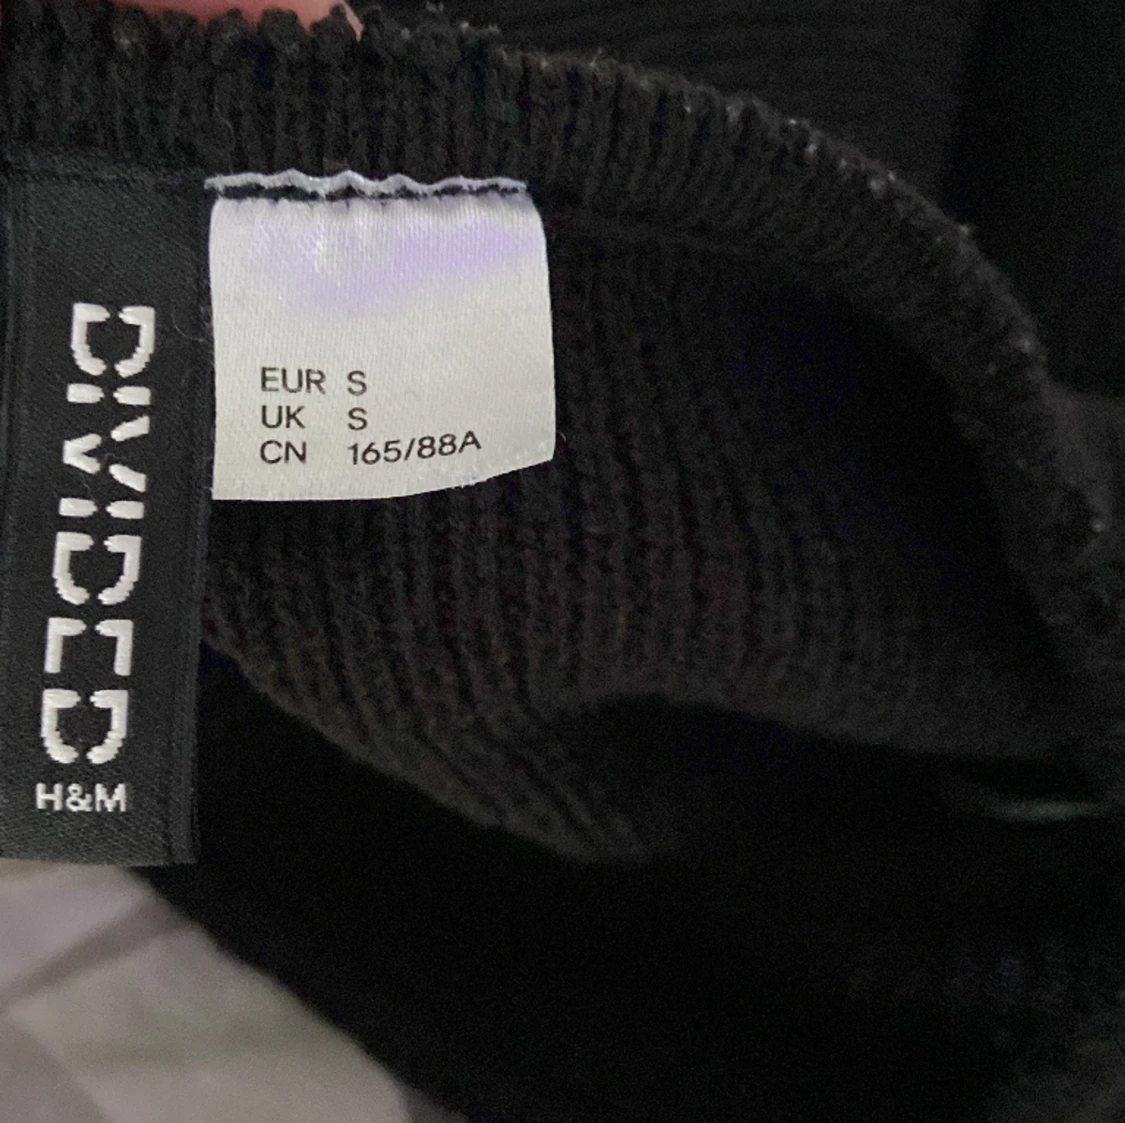 DIVIDED
H&M
EUR S
UK S
CN 165/88A